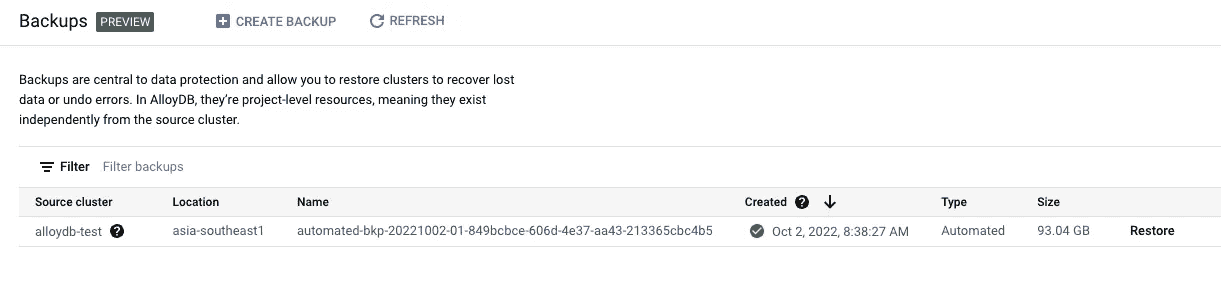 Backups PREVIEW CREATE BACKUP REFRESH
Backups are central to data protection and allow you to restore clusters to recover lost
data or undo errors. In AlloyDB, they're project-level resources, meaning they exist
independently from the source cluster.
Filter Filter backups
Source cluster Location Name Created Type Size
alloydb-test asia-southeast1 automated-bkp-20221002-01-849bcbce-606d-4e37-aa43-213365cbc4b5 Oct 2, 2022, 8:38:27 AM Automated 93.04 GB Restore